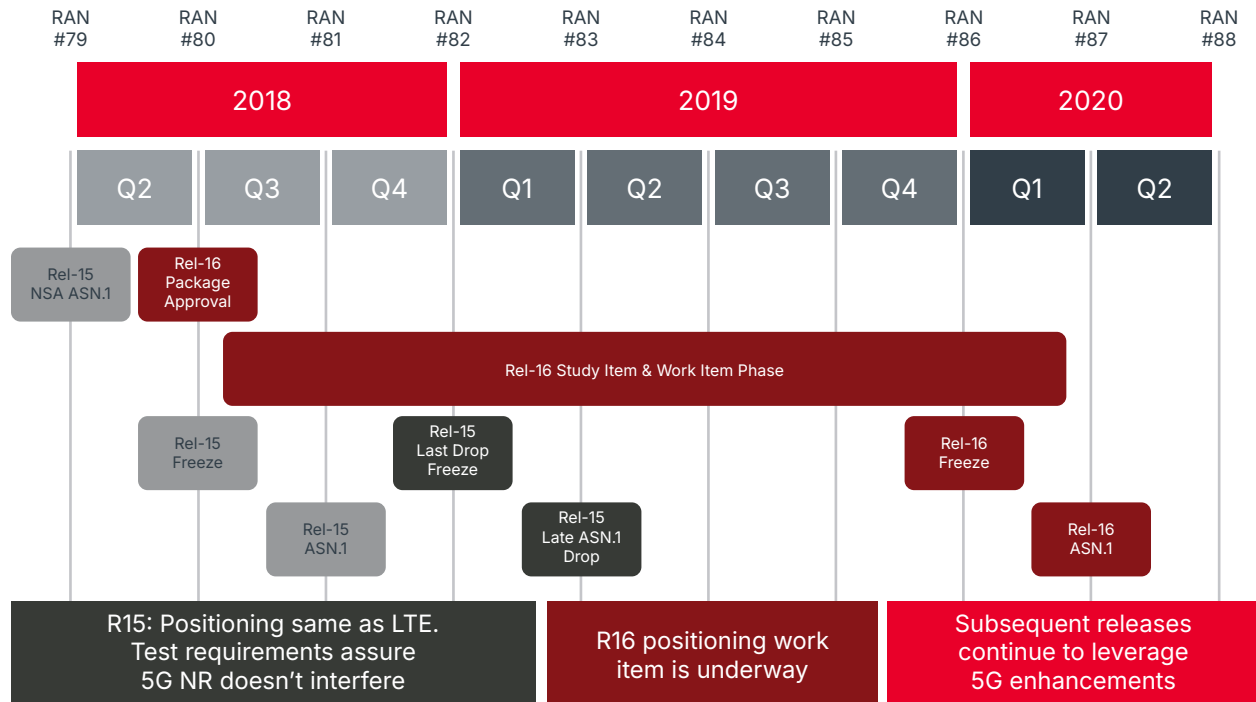 RAN RAN RAN RAN RAN RAN RAN RAN RAN RAN
#79 #80 #81 #82 #83 #84 #85 #86 #87 #88
2018 2019 2020
Q2 Q3 Q4 Q1 Q2 Q3 Q4 Q1 Q2
Rel-15
NSA ASN.1
Rel-16
Package
Approval
Rel-16 Study Item & Work Item Phase
Rel-15
Freeze
Rel-15
Last Drop
Freeze
Rel-16
Freeze
Rel-15
ASN.1
Rel-15
Late ASN.1
Drop
Rel-16
ASN.1
R15: Positioning same as LTE.
Test requirements assure
5G NR doesn’t interfere
R16 positioning work
item is underway
Subsequent releases
continue to leverage
5G enhancements